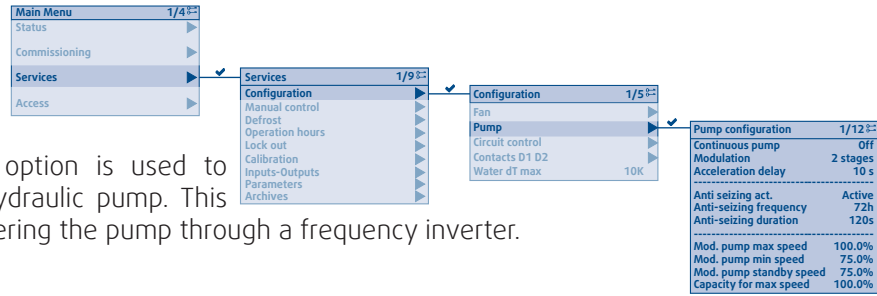 Main Menu 1/4
Status
Commissioning
Services
Access
Services 1/9
Configuration
Manual control
Defrost
Operation hours
Lock out
Calibration
Inputs-Outputs
Parameters
Archives
Configuration 1/5
Fan
Pump
Circuit control
Contacts D1 D2
Water dT max 10K
Pump configuration 1/12
Continuous pump Off
Modulation 2 stages
Acceleration delay 10 s
Anti seizing act. Active
Anti-seizing frequency 72h
Anti-seizing duration 120s
Mod. pump max speed 100.0%
Mod. pump min speed 75.0%
Mod. pump standby speed 75.0%
Capacity for max speed 100.0%
option is used to
ydraulic pump. This
ering the pump through a frequency inverter.